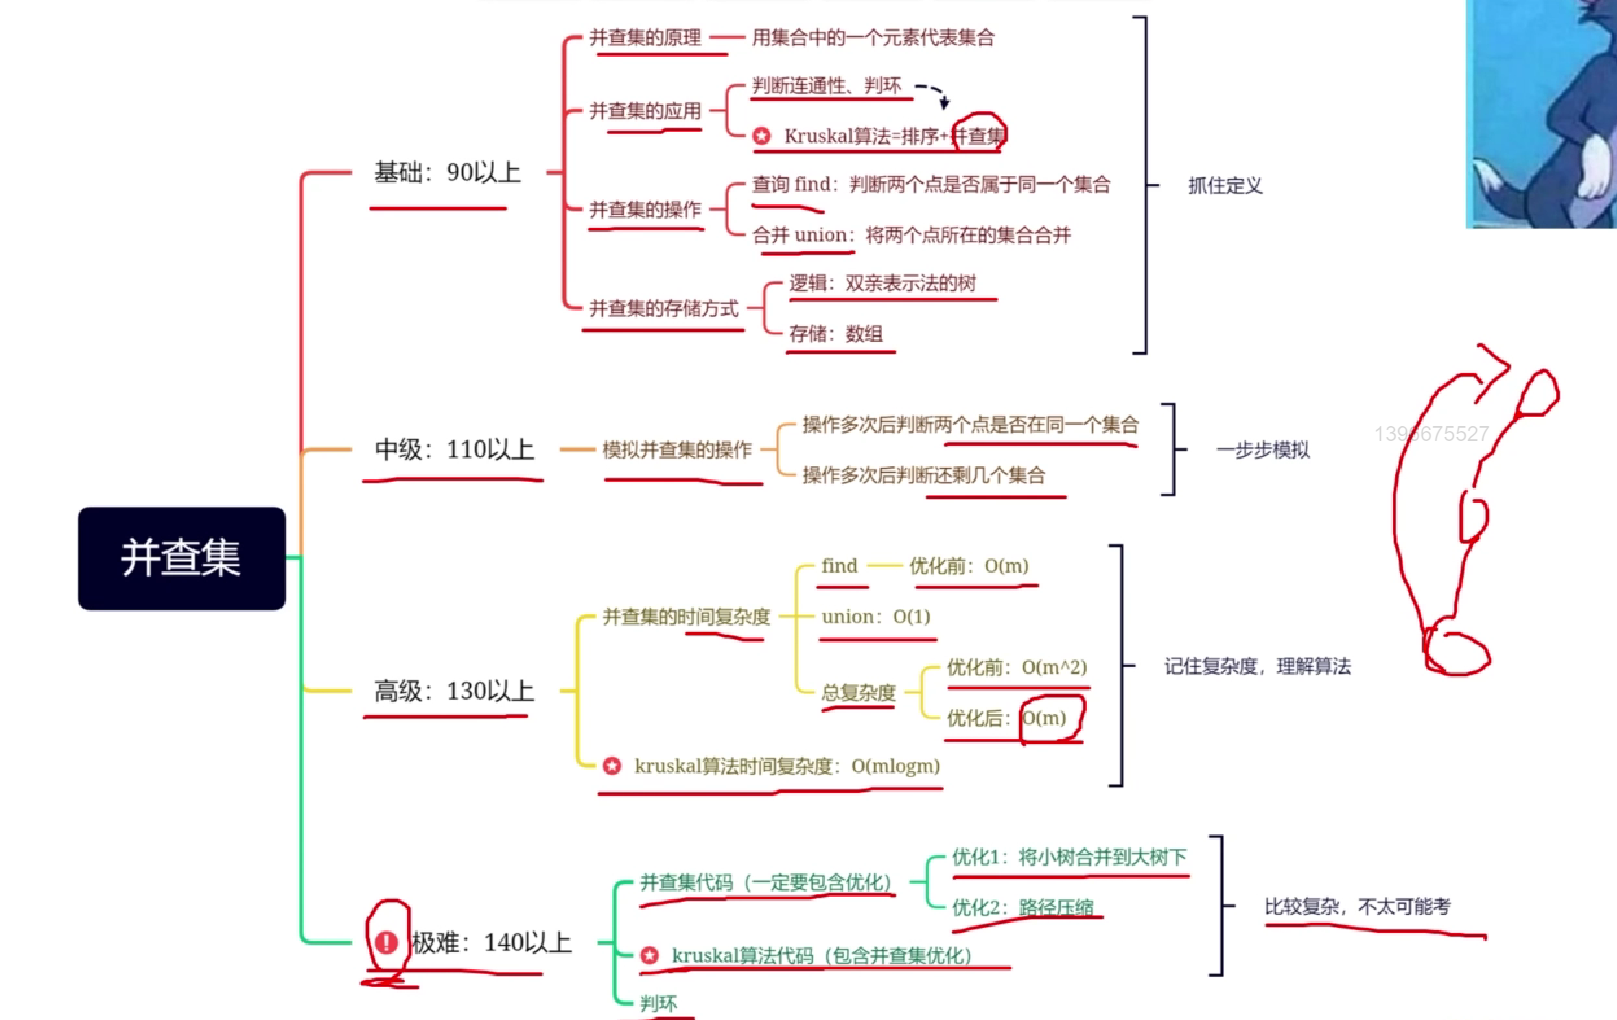 并查集
基础：90以上
并查集的原理
用集合中的一个元素代表集合
并查集的应用
判断连通性、判环
Kruskal算法=排序+并查集
并查集的操作
查询 find：判断两个点是否属于同一个集合
合并 union：将两个点所在的集合合并
并查集的存储方式
逻辑：双亲表示法的树
存储：数组
抓住定义
中级：110以上
模拟并查集的操作
操作多次后判断两个点是否在同一个集合
操作多次后判断还剩几个集合
一步步模拟
1396675527
高级：130以上
并查集的时间复杂度
find
优化前：O(m)
union：O(1)
总复杂度
优化前：O(m^2)
优化后：O(m)
kruskal算法时间复杂度：O(mlogm)
记住复杂度，理解算法
极难：140以上
并查集代码（一定要包含优化）
优化1：将小树合并到大树下
优化2：路径压缩
kruskal算法代码（包含并查集优化）
判环
比较复杂，不太可能考